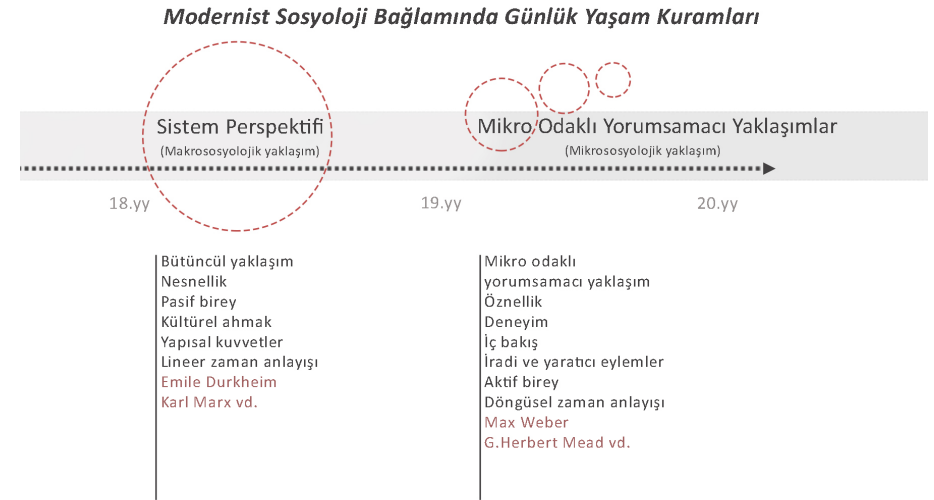 Modernist Sosyoloji Bağlamında Günlük Yaşam Kuramları
Sistem Perspektifi
(Makrososyolojik yaklaşım)
Mikro Odaklı Yorumsamacı Yaklaşımlar
(Mikrososyolojik yaklaşım)
18.yy
19.yy
20.yy
Bütüncül yaklaşım
Nesnellik
Pasif birey
Kültürel ahmak
Yapısal kuvvetler
Lineer zaman anlayışı
Emile Durkheim
Karl Marx vd.
Mikro odaklı
yorumsamacı yaklaşım
Öznellik
Deneyim
İç bakış
İradi ve yaratıcı eylemler
Aktif birey
Döngüsel zaman anlayışı
Max Weber
G.Herbert Mead vd.